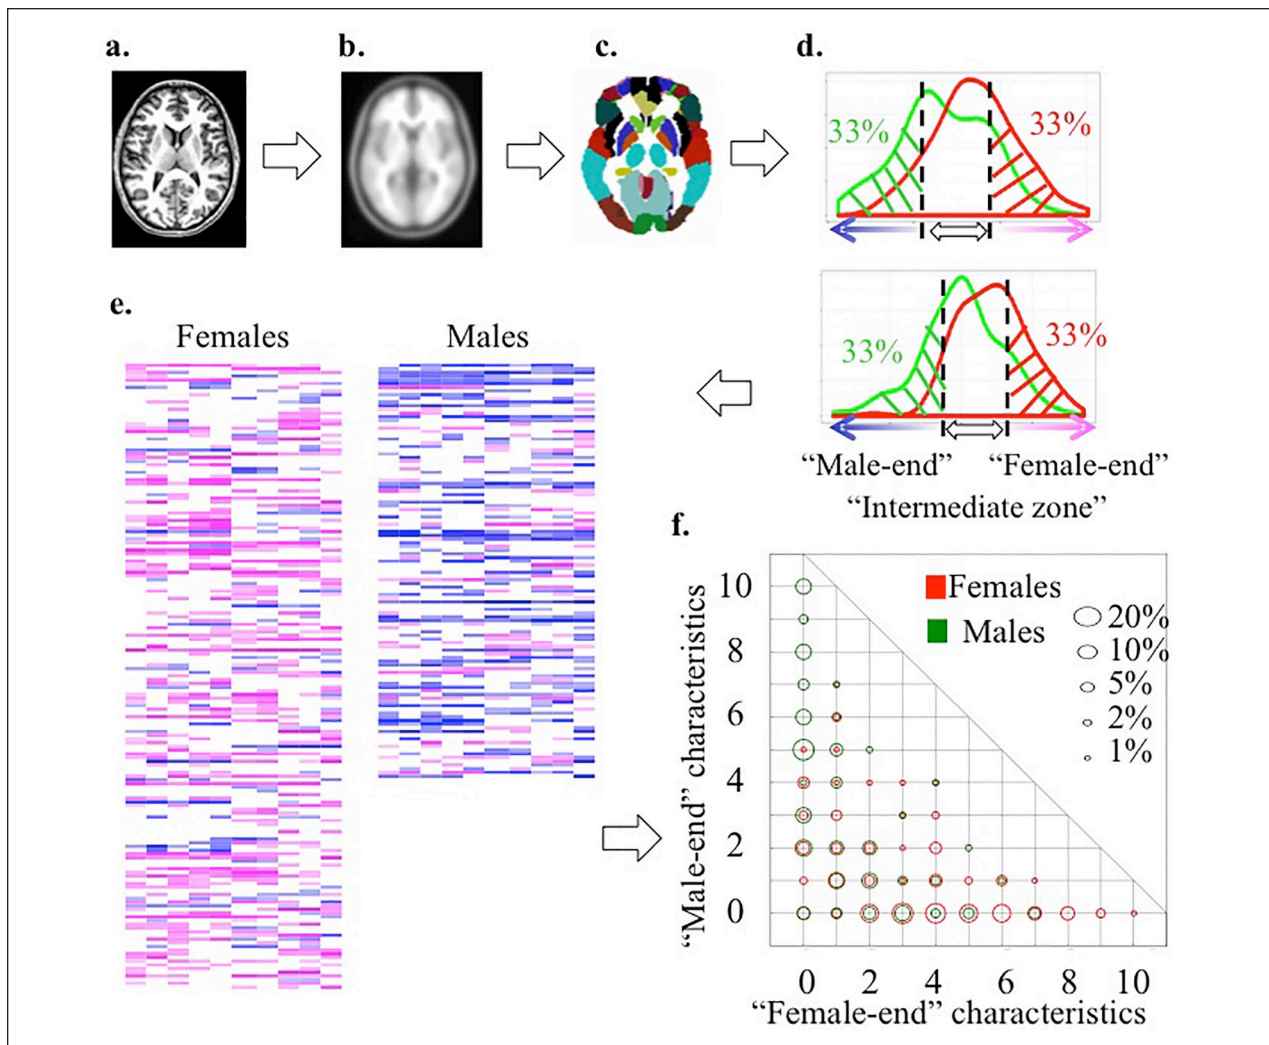 a.
b.
c.
d.
33%
33%
33%
33%
“Male-end”
“Female-end”
“Intermediate zone”
e.
Females
Males
f.
Females
Males
20%
10%
5%
2%
1%
“Male-end” characteristics
10
8
6
4
2
0
0 2 4 6 8 10
“Female-end” characteristics